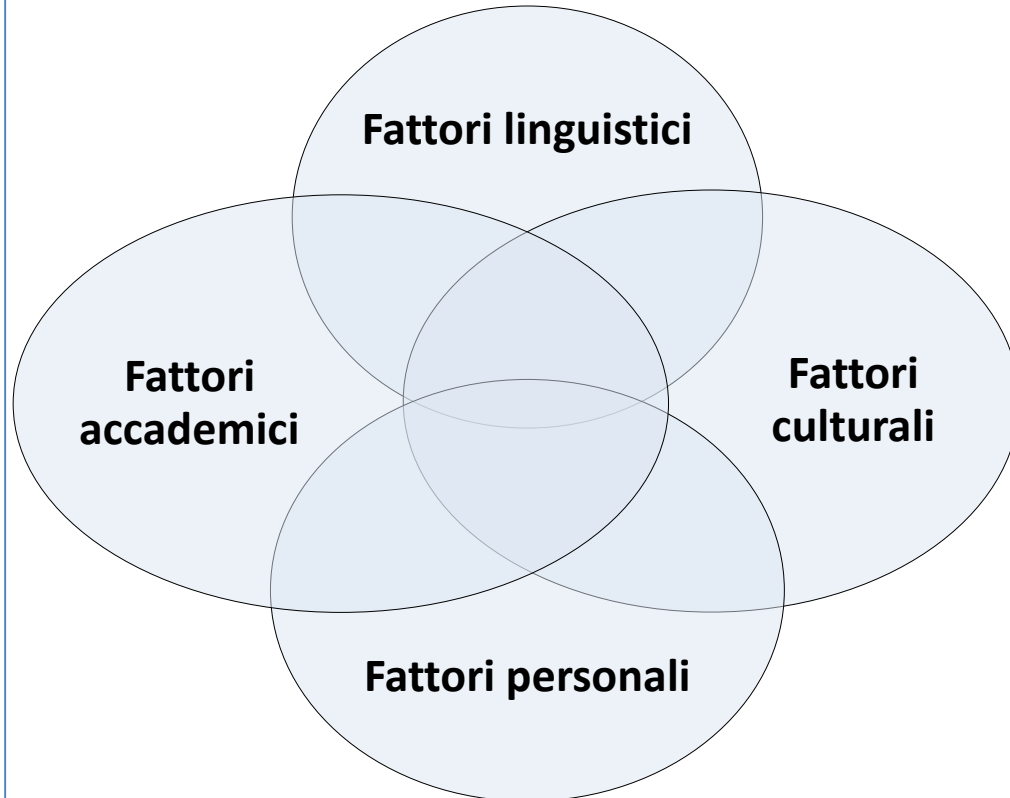 Fattori linguistici
Fattori
accademici
Fattori
culturali
Fattori personali